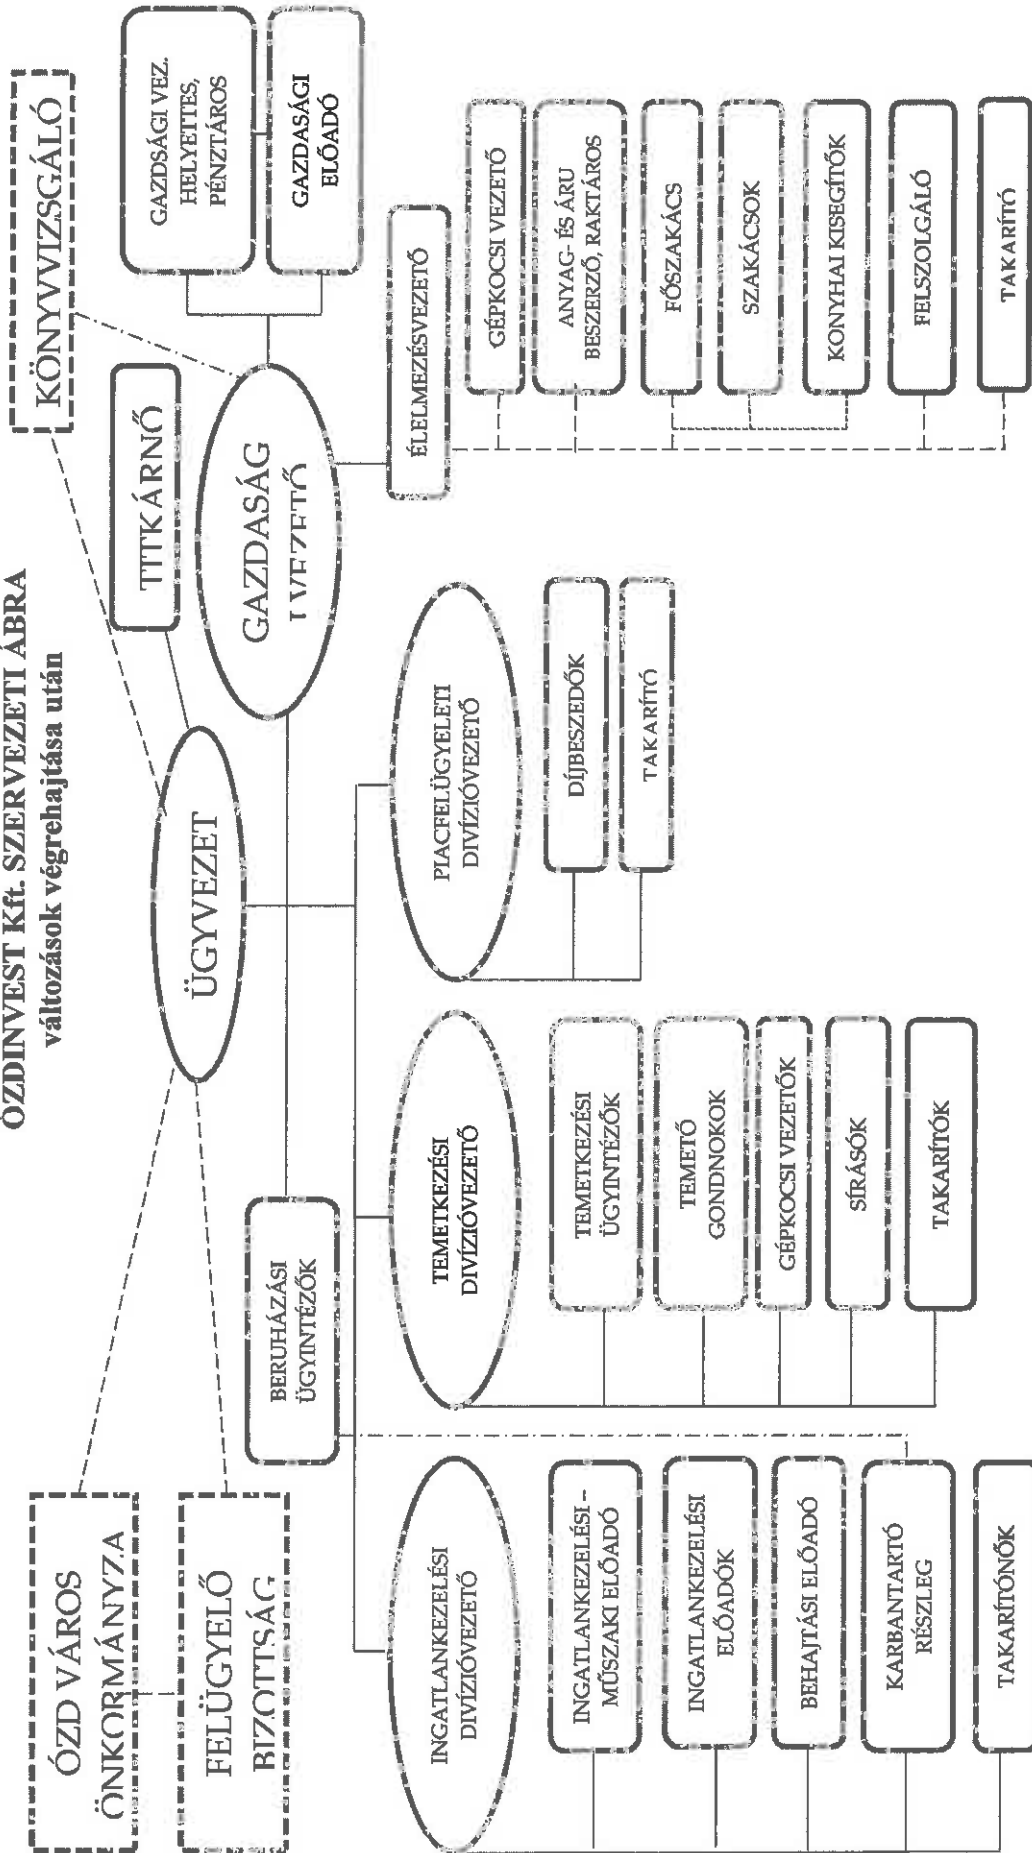 ÓZDINVEST Kft. SZERVEZETI ÁBRA
változások végrehajtása után
ÓZD VÁROS
ÖNKORMÁNYZA
FELÜGYELŐ
BIZOTTSÁG
KÖNYVVIZSGÁLÓ
ÜGYVEZET
TITKÁRNŐ
GAZDASÁG
I VEZETŐ
GAZDSÁGI VEZ.
HELYETTES,
PÉNZTÁROS
GAZDASÁGI
ELŐADÓ
BERUHÁZÁSI
ÜGYINTÉZŐK
ÉLELMEZÉSVEZETŐ
INGATLANKEZELÉSI
DIVÍZIÓVEZETŐ
TEMETKEZÉSI
DIVÍZIÓVEZETŐ
PIACFELÜGYELETI
DIVÍZIÓVEZETŐ
INGATLANKEZELÉSI –
MŰSZAKI ELŐADÓ
INGATLANKEZELÉSI
ELŐADÓK
BEHAJTÁSI ELŐADÓ
KARBANTARTÓ
RÉSZLEG
TAKARÍTÓNŐK
TEMETKEZÉSI
ÜGYINTÉZŐK
TEMETŐ
GONDNOKOK
GÉPKOCSI VEZETŐK
SÍRÁSÓK
TAKARÍTÓK
DÍJBESZEDŐK
TAKARÍTÓ
GÉPKOCSI VEZETŐ
ANYAG- ÉS ÁRU
BESZERZŐ, RAKTÁROS
FŐSZAKÁCS
SZAKÁCSOK
KONYHAI KISEGÍTŐK
FELSZOLGÁLÓ
TAKARÍTÓ